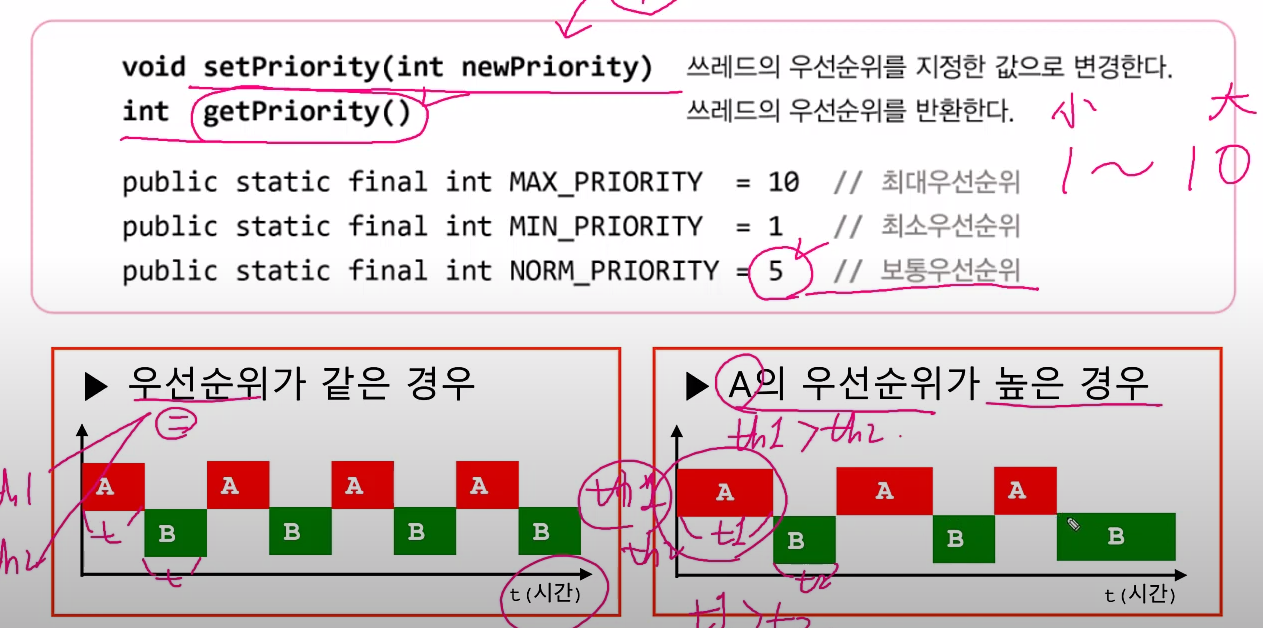 void setPriority(int newPriority) 쓰레드의 우선순위를 지정한 값으로 변경한다.
int getPriority() 쓰레드의 우선순위를 반환한다.
小 大
1 ~ 10
public static final int MAX_PRIORITY = 10 // 최대우선순위
public static final int MIN_PRIORITY = 1 // 최소우선순위
public static final int NORM_PRIORITY = 5 // 보통우선순위
▶ 우선순위가 같은 경우
=
th1
th2
A A A A
B B B B
t t
t(시간)
▶ A의 우선순위가 높은 경우
th1 > th2.
th1
A A A
B B B
t1 t2
t(시간)
t1 > t2